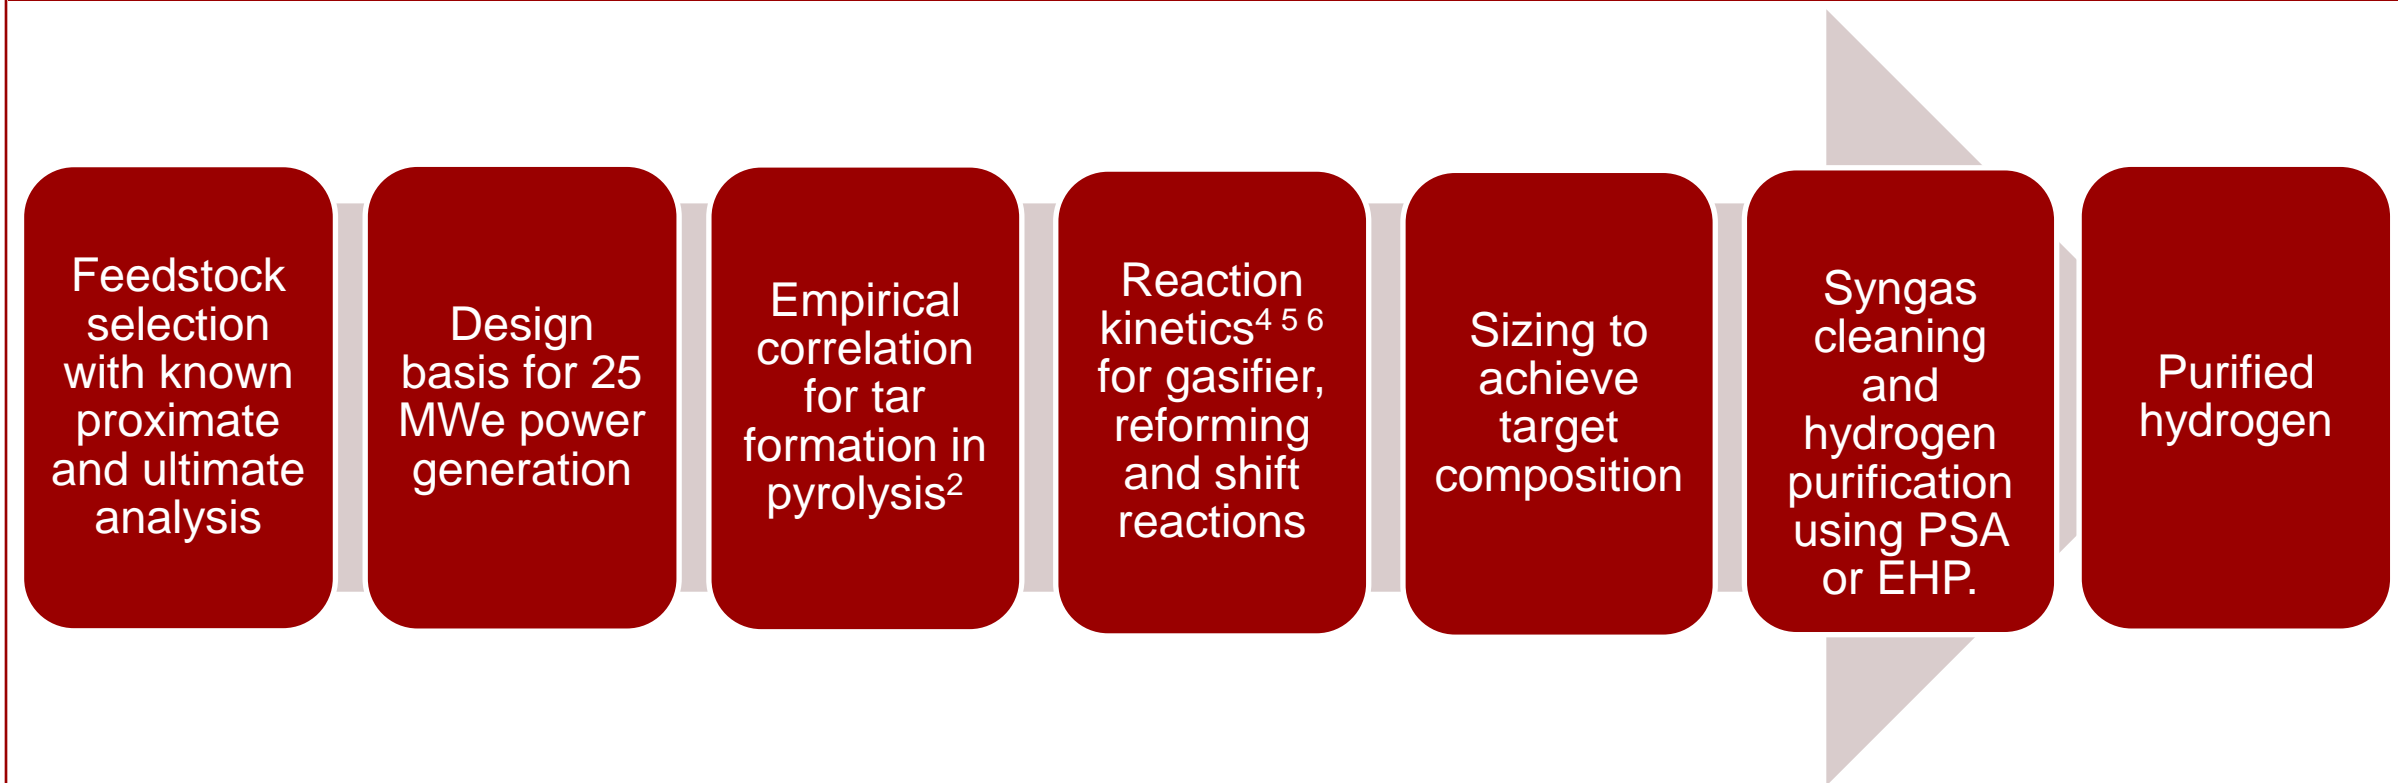 Feedstock
selection
with known
proximate
and ultimate
analysis
Design
basis for 25
MWe power
generation
Empirical
correlation
for tar
formation in
pyrolysis²
Reaction
kinetics⁴ ⁵ ⁶
for gasifier,
reforming
and shift
reactions
Sizing to
achieve
target
composition
Syngas
cleaning
and
hydrogen
purification
using PSA
or EHP.
Purified
hydrogen